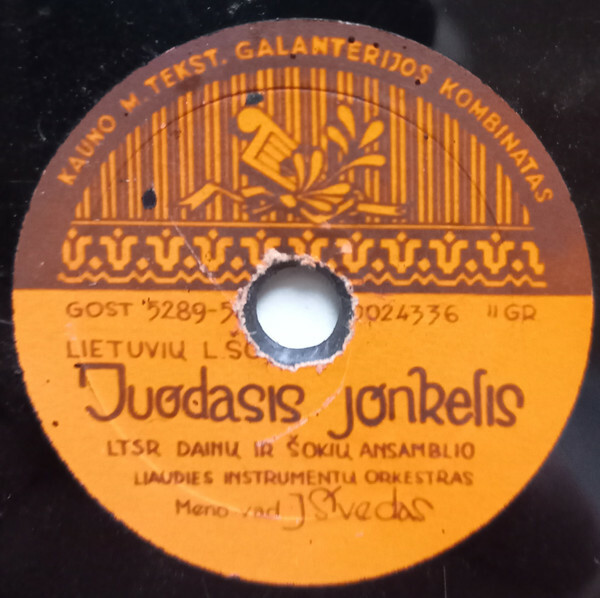 KAUNO M. TEKST. GALANTERIJOS KOMBINATAS
GOST 5289-5 0024336 II GR
LIETUVIŲ L.ŠO
Juodasis jonkelis
LTSR DAINŲ IR ŠOKIŲ ANSAMBLIO
LIAUDIES INSTRUMENTŲ ORKESTRAS
Meno vad J Švedas